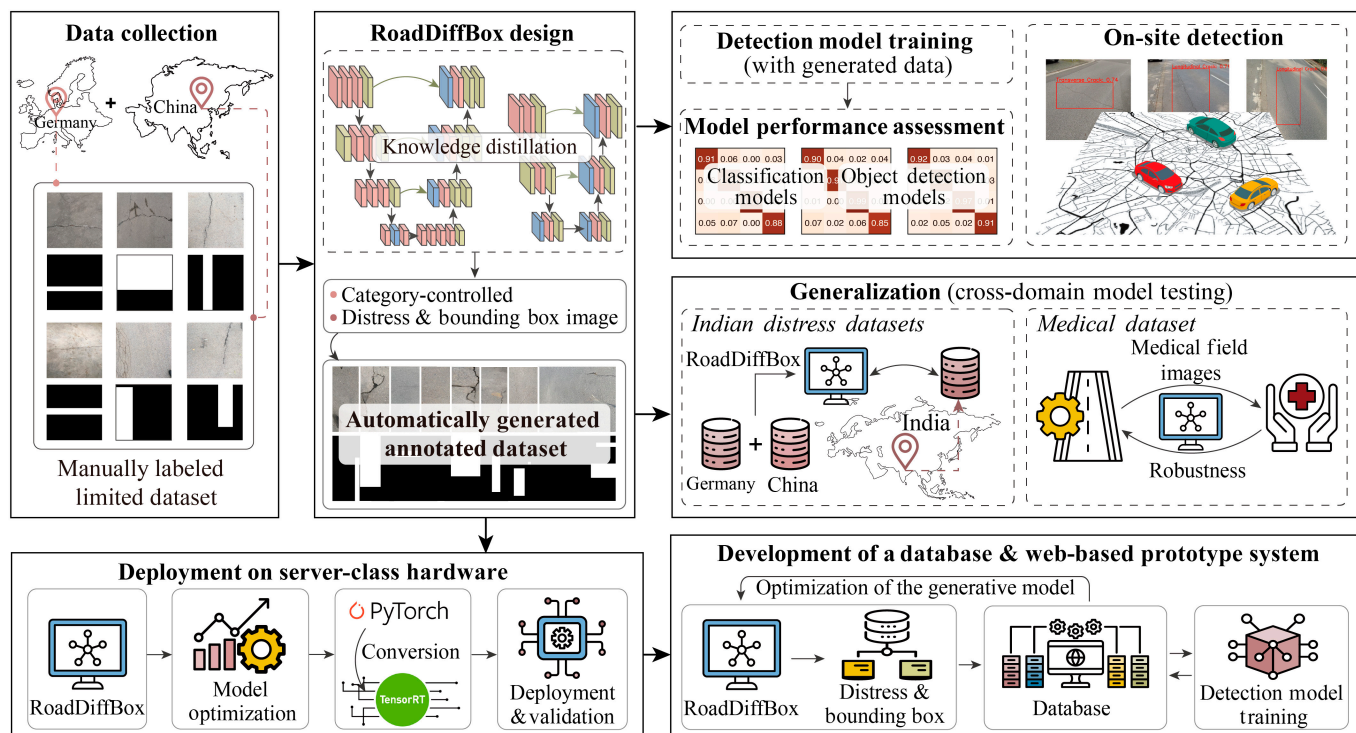 Data collection
Germany
+
China
Manually labeled
limited dataset
RoadDiffBox design
Knowledge distillation
Category-controlled
Distress & bounding box image
Automatically generated
annotated dataset
Detection model training
(with generated data)
Model performance assessment
0.91 0.06 0.00 0.03
0.05 0.07 0.00 0.88
Classification
models
0.90 0.04 0.02 0.04
0.07 0.02 0.06 0.85
Object detection
models
0.92 0.03 0.04 0.01
0.02 0.05 0.02 0.91
On-site detection
Generalization (cross-domain model testing)
Indian distress datasets
RoadDiffBox
India
+
Germany
China
Medical dataset
Medical field
images
Robustness
Deployment on server-class hardware
RoadDiffBox
Model
optimization
PyTorch
Conversion
TensorRT
Deployment
&validation
Development of a database & web-based prototype system
Optimization of the generative model
RoadDiffBox
Distress &
bounding box
Database
Detection model
training